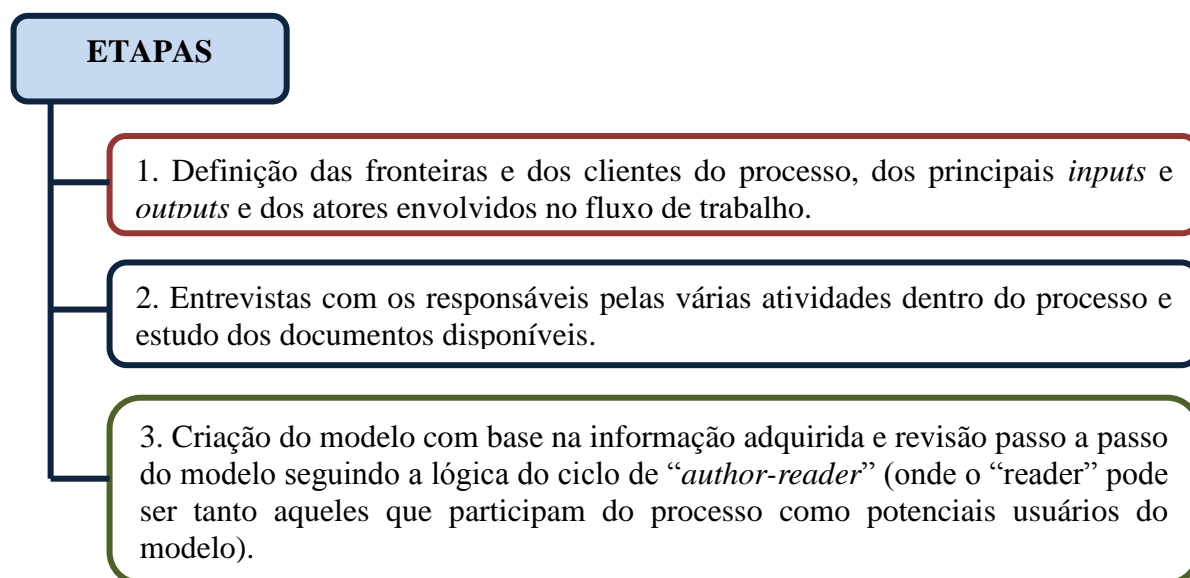 ETAPAS
1. Definição das fronteiras e dos clientes do processo, dos principais inputs e
outputs e dos atores envolvidos no fluxo de trabalho.
2. Entrevistas com os responsáveis pelas várias atividades dentro do processo e
estudo dos documentos disponíveis.
3. Criação do modelo com base na informação adquirida e revisão passo a passo
do modelo seguindo a lógica do ciclo de “author-reader” (onde o “reader” pode
ser tanto aqueles que participam do processo como potenciais usuários do
modelo).